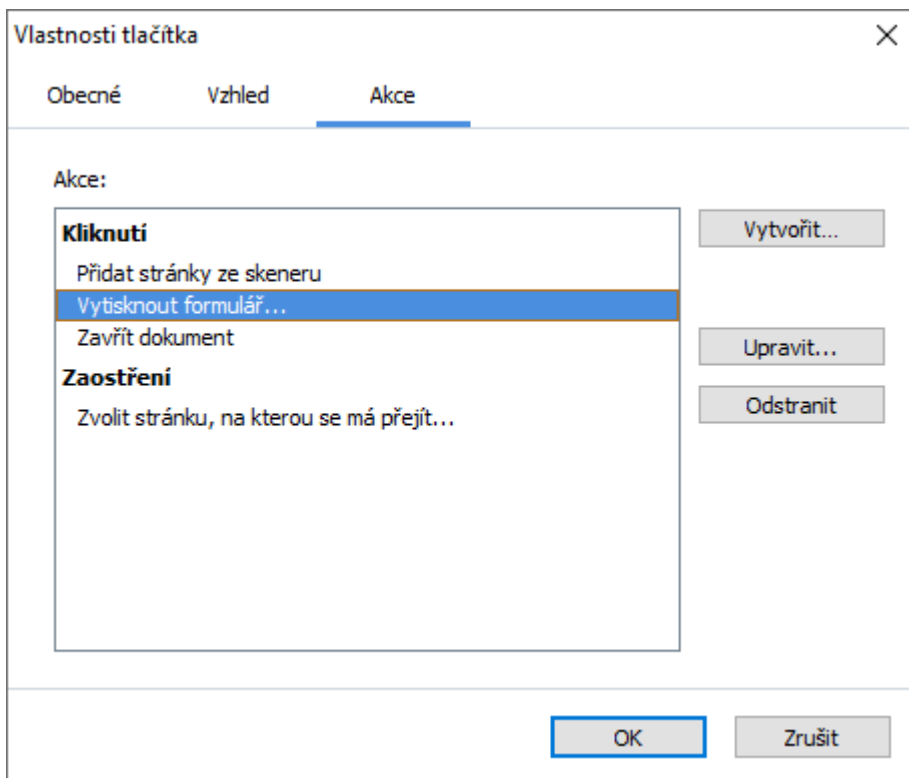 Vlastnosti tlačítka
Obecné Vzhled Akce
Akce:
Kliknutí
Přidat stránky ze skeneru
Vytisknout formulář...
Zavřít dokument
Zaostření
Zvolit stránku, na kterou se má přejít...
Vytvořit...
Upravit...
Odstranit
OK Zrušit